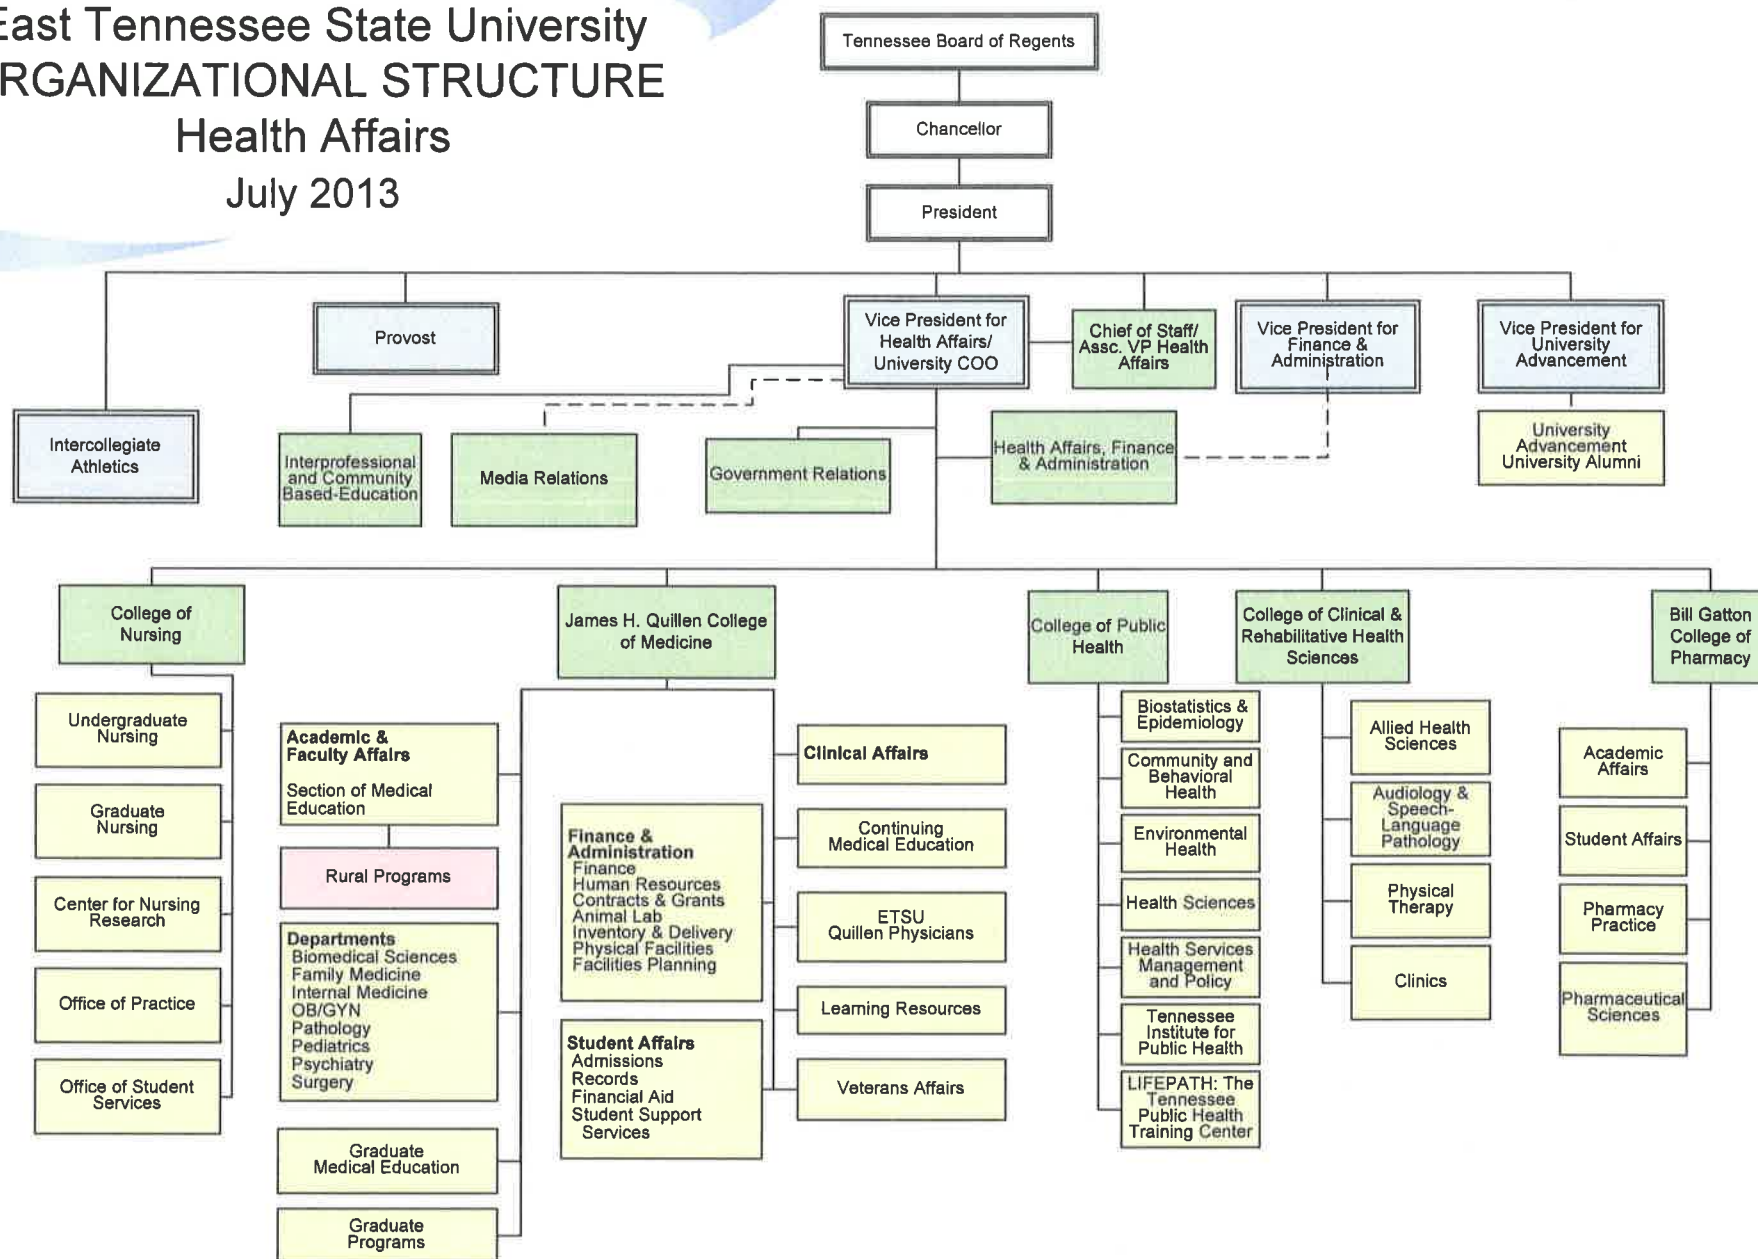 East Tennessee State University
RGANIZATIONAL STRUCTURE
Health Affairs
July 2013
Tennessee Board of Regents
Chancellor
President
Provost
Vice President for
Health Affairs/
University COO
Chief of Staff/
Assc. VP Health
Affairs
Vice President for
Finance &
Administration
Vice President for
University
Advancement
Intercollegiate
Athletics
Interprofessional
and Community
Based-Education
Media Relations
Government Relations
Health Affairs, Finance
& Administration
University
Advancement
University Alumni
College of
Nursing
James H. Quillen College
of Medicine
College of Public
Health
College of Clinical &
Rehabilitative Health
Sciences
Bill Gatton
College of
Pharmacy
Undergraduate
Nursing
Graduate
Nursing
Center for Nursing
Research
Office of Practice
Office of Student
Services
Academic &
Faculty Affairs
Section of Medical
Education
Rural Programs
Departments
Biomedical Sciences
Family Medicine
Internal Medicine
OB/GYN
Pathology
Pediatrics
Psychiatry
Surgery
Graduate
Medical Education
Graduate
Programs
Finance &
Administration
Finance
Human Resources
Contracts & Grants
Animal Lab
Inventory & Delivery
Physical Facilities
Facilities Planning
Student Affairs
Admissions
Records
Financial Aid
Student Support
Services
Clinical Affairs
Continuing
Medical Education
ETSU
Quillen Physicians
Learning Resources
Veterans Affairs
Biostatistics &
Epidemiology
Community and
Behavioral
Health
Environmental
Health
Health Sciences
Health Services
Management
and Policy
Tennessee
Institute for
Public Health
LIFEPATH: The
Tennessee
Public Health
Training Center
Allied Health
Sciences
Audiology &
Speech-
Language
Pathology
Physical
Therapy
Clinics
Academic
Affairs
Student Affairs
Pharmacy
Practice
Pharmaceutical
Sciences